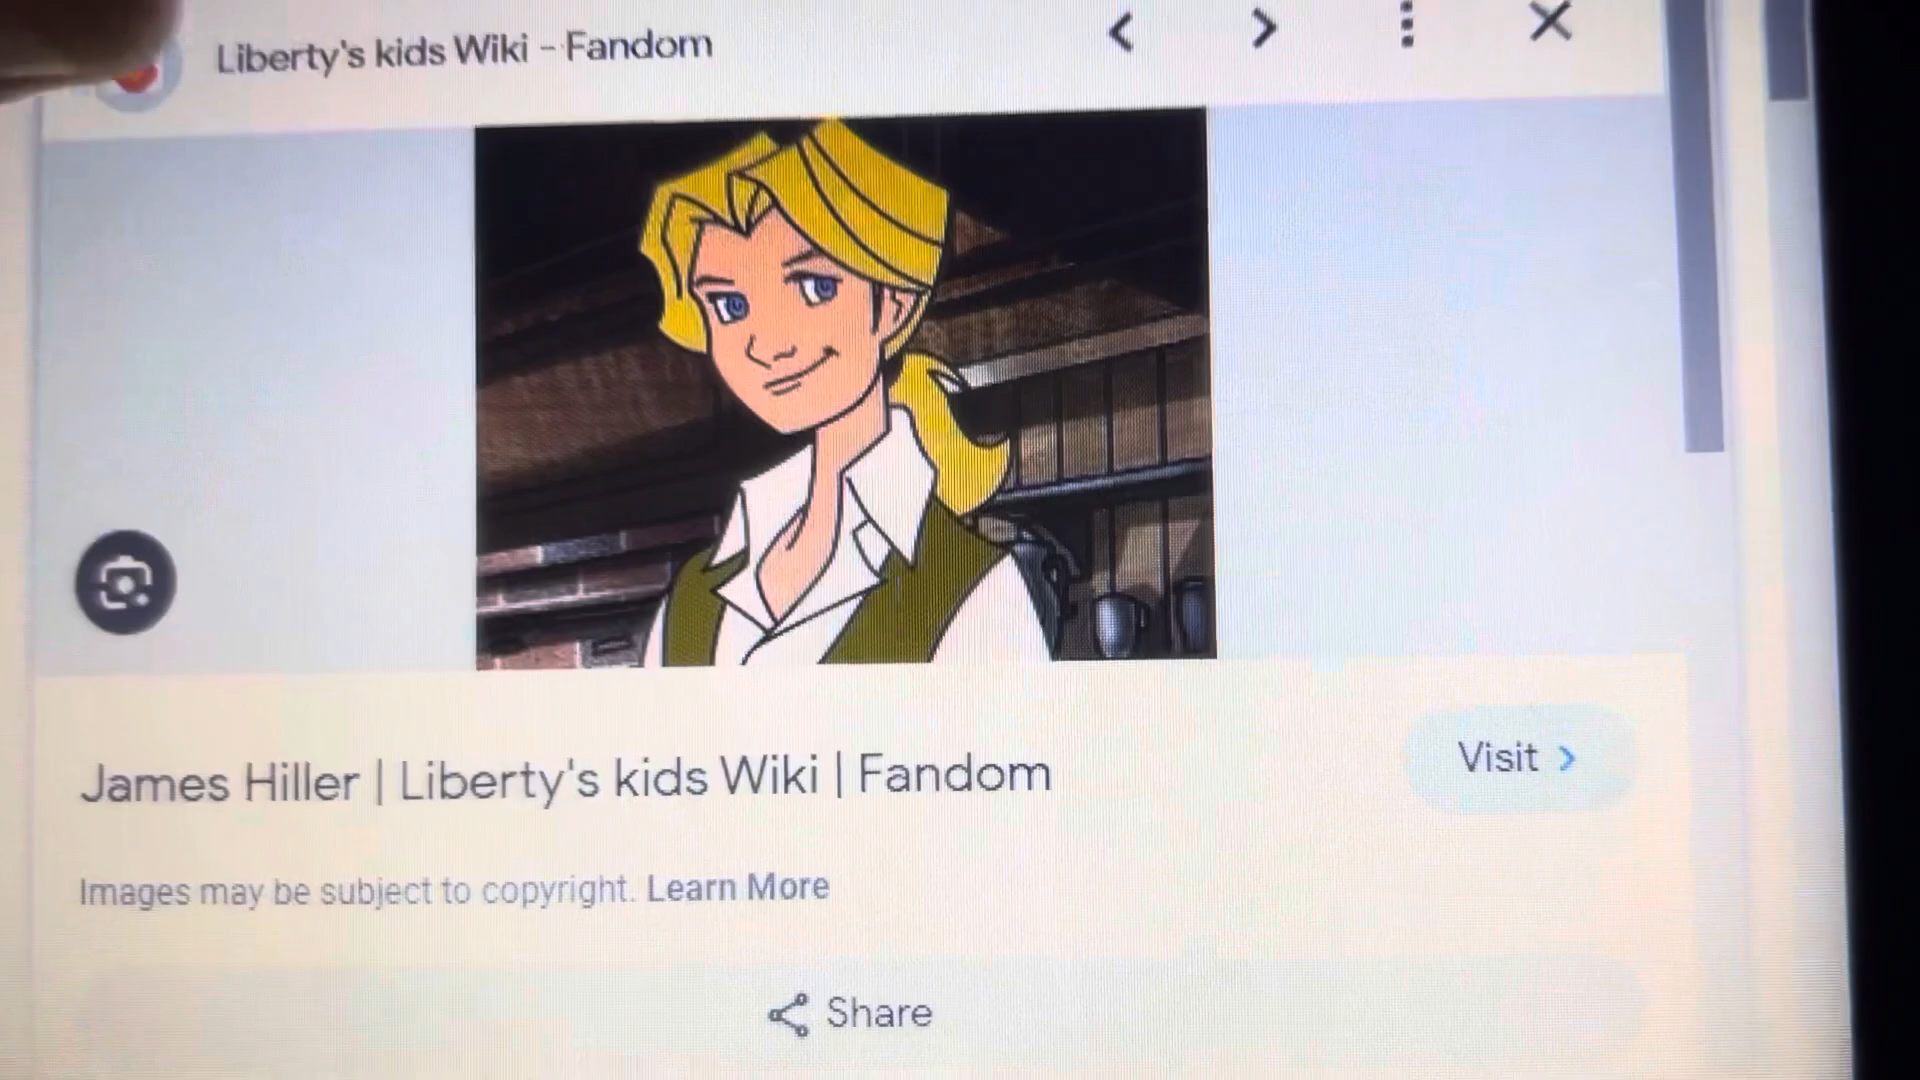 Liberty's kids Wiki - Fandom
James Hiller | Liberty's kids Wiki | Fandom
Visit
Images may be subject to copyright. Learn More
Share